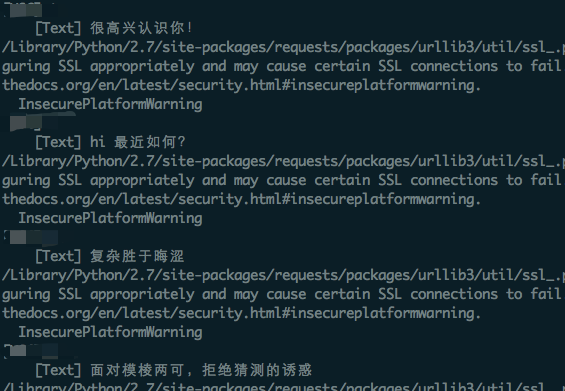 [Text] 很高兴认识你!
/Library/Python/2.7/site-packages/requests/packages/urllib3/util/ssl_.p
guring SSL appropriately and may cause certain SSL connections to fail
thedocs.org/en/latest/security.html#insecureplatformwarning.
InsecurePlatformWarning
[Text] hi 最近如何?
/Library/Python/2.7/site-packages/requests/packages/urllib3/util/ssl_.p
guring SSL appropriately and may cause certain SSL connections to fail
thedocs.org/en/latest/security.html#insecureplatformwarning.
InsecurePlatformWarning
[Text] 复杂胜于晦涩
/Library/Python/2.7/site-packages/requests/packages/urllib3/util/ssl_.p
guring SSL appropriately and may cause certain SSL connections to fail
thedocs.org/en/latest/security.html#insecureplatformwarning.
InsecurePlatformWarning
[Text] 面对模棱两可，拒绝猜测的诱惑
/Library/Python/2.7/site-packages/requests/packages/urllib3/util/ssl_.p